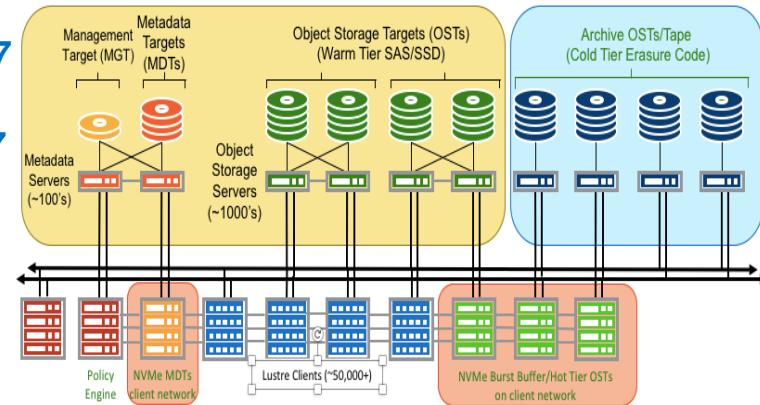 Management
Target (MGT)
Metadata
Targets
(MDTs)
Object Storage Targets (OSTs)
(Warm Tier SAS/SSD)
Archive OSTs/Tape
(Cold Tier Erasure Code)
Metadata
Servers
(~100's)
Object
Storage
Servers
(~1000's)
Policy
Engine
NVMe MDTs
client network
Lustre Clients (~50,000+)
NVMe Burst Buffer/Hot Tier OSTs
on client network